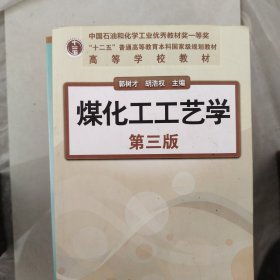 中国石油和化学工业优秀教材奖一等奖
"十二五"普通高等教育本科国家级规划教材
高等学校教材
郭树才 胡浩权 主编
煤化工工艺学
第三版